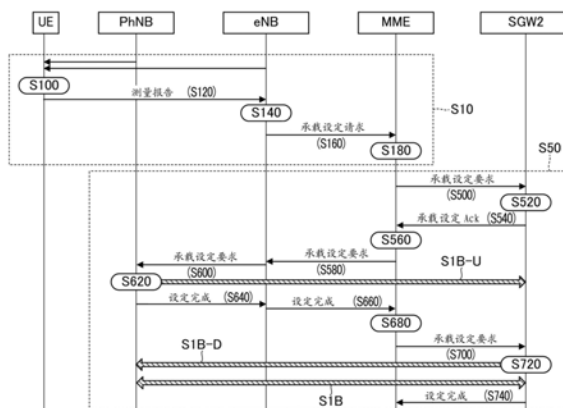 UE PhNB eNB MME SGW2
S100
测量报告 (S120)
S140
S10
承载设定请求
(S160)
S180
S50
承载设定要求
(S500)
S520
承载设定 Ack (S540)
S560
承载设定要求 承载设定要求
(S600) (S580)
S1B-U
S620
设定完成 (S640) 设定完成 (S660)
S680
承载设定要求
(S700)
S1B-D
S720
S1B
设定完成 (S740)